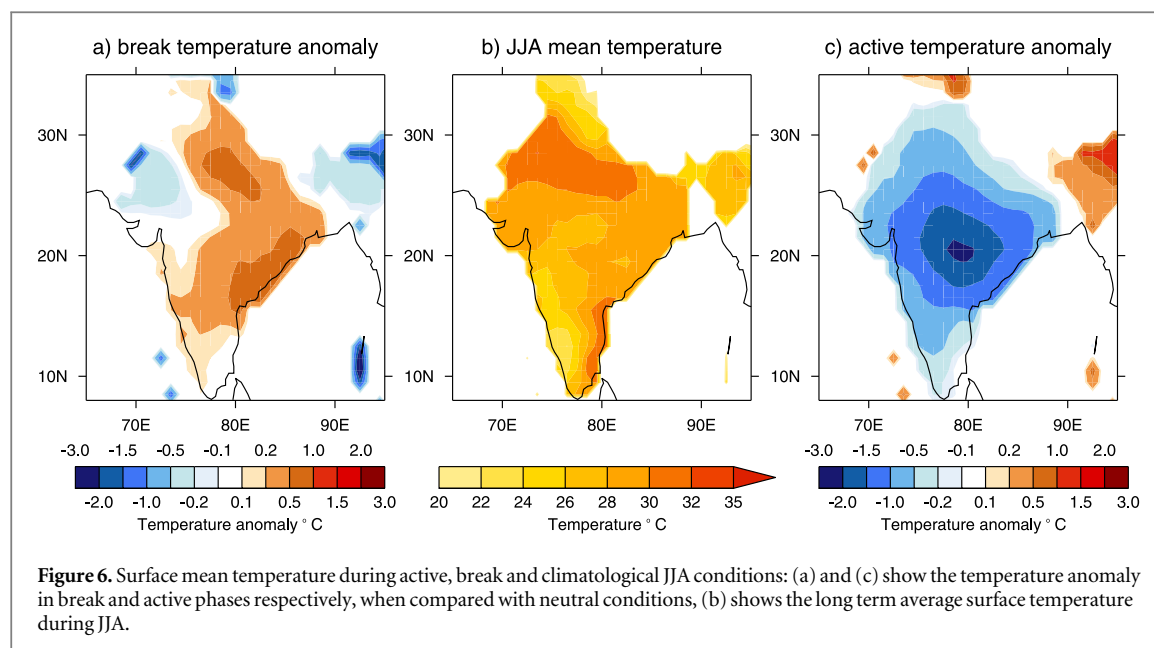 a) break temperature anomaly
b) JJA mean temperature
c) active temperature anomaly
30N
20N
10N
70E 80E 90E
30N
20N
10N
70E 80E 90E
30N
20N
10N
70E 80E 90E
-3.0 -1.5 -0.5 -0.1 0.2 1.0 2.0
-2.0 -1.0 -0.2 0.1 0.5 1.5 3.0
Temperature anomaly ° C
20 22 24 26 28 30 32 35
Temperature ° C
-3.0 -1.5 -0.5 -0.1 0.2 1.0 2.0
-2.0 -1.0 -0.2 0.1 0.5 1.5 3.0
Temperature anomaly ° C
Figure 6. Surface mean temperature during active, break and climatological JJA conditions: (a) and (c) show the temperature anomaly
in break and active phases respectively, when compared with neutral conditions, (b) shows the long term average surface temperature
during JJA.